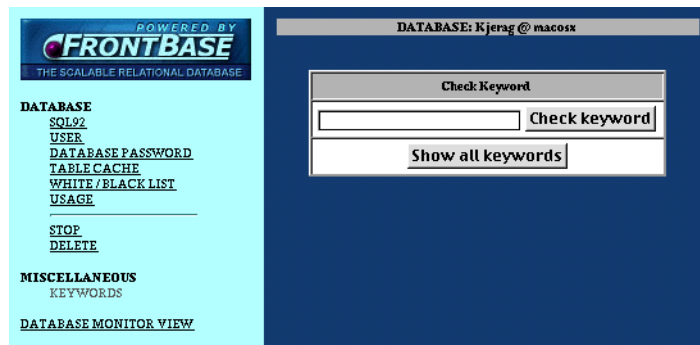 POWERED BY
FRONTBASE
THE SCALABLE RELATIONAL DATABASE
DATABASE
SQL92
USER
DATABASE PASSWORD
TABLE CACHE
WHITE / BLACK LIST
USAGE
STOP
DELETE
MISCELLANEOUS
KEYWORDS
DATABASE MONITOR VIEW
DATABASE: Kjerag @ macosx
Check Keyword
Check keyword
Show all keywords